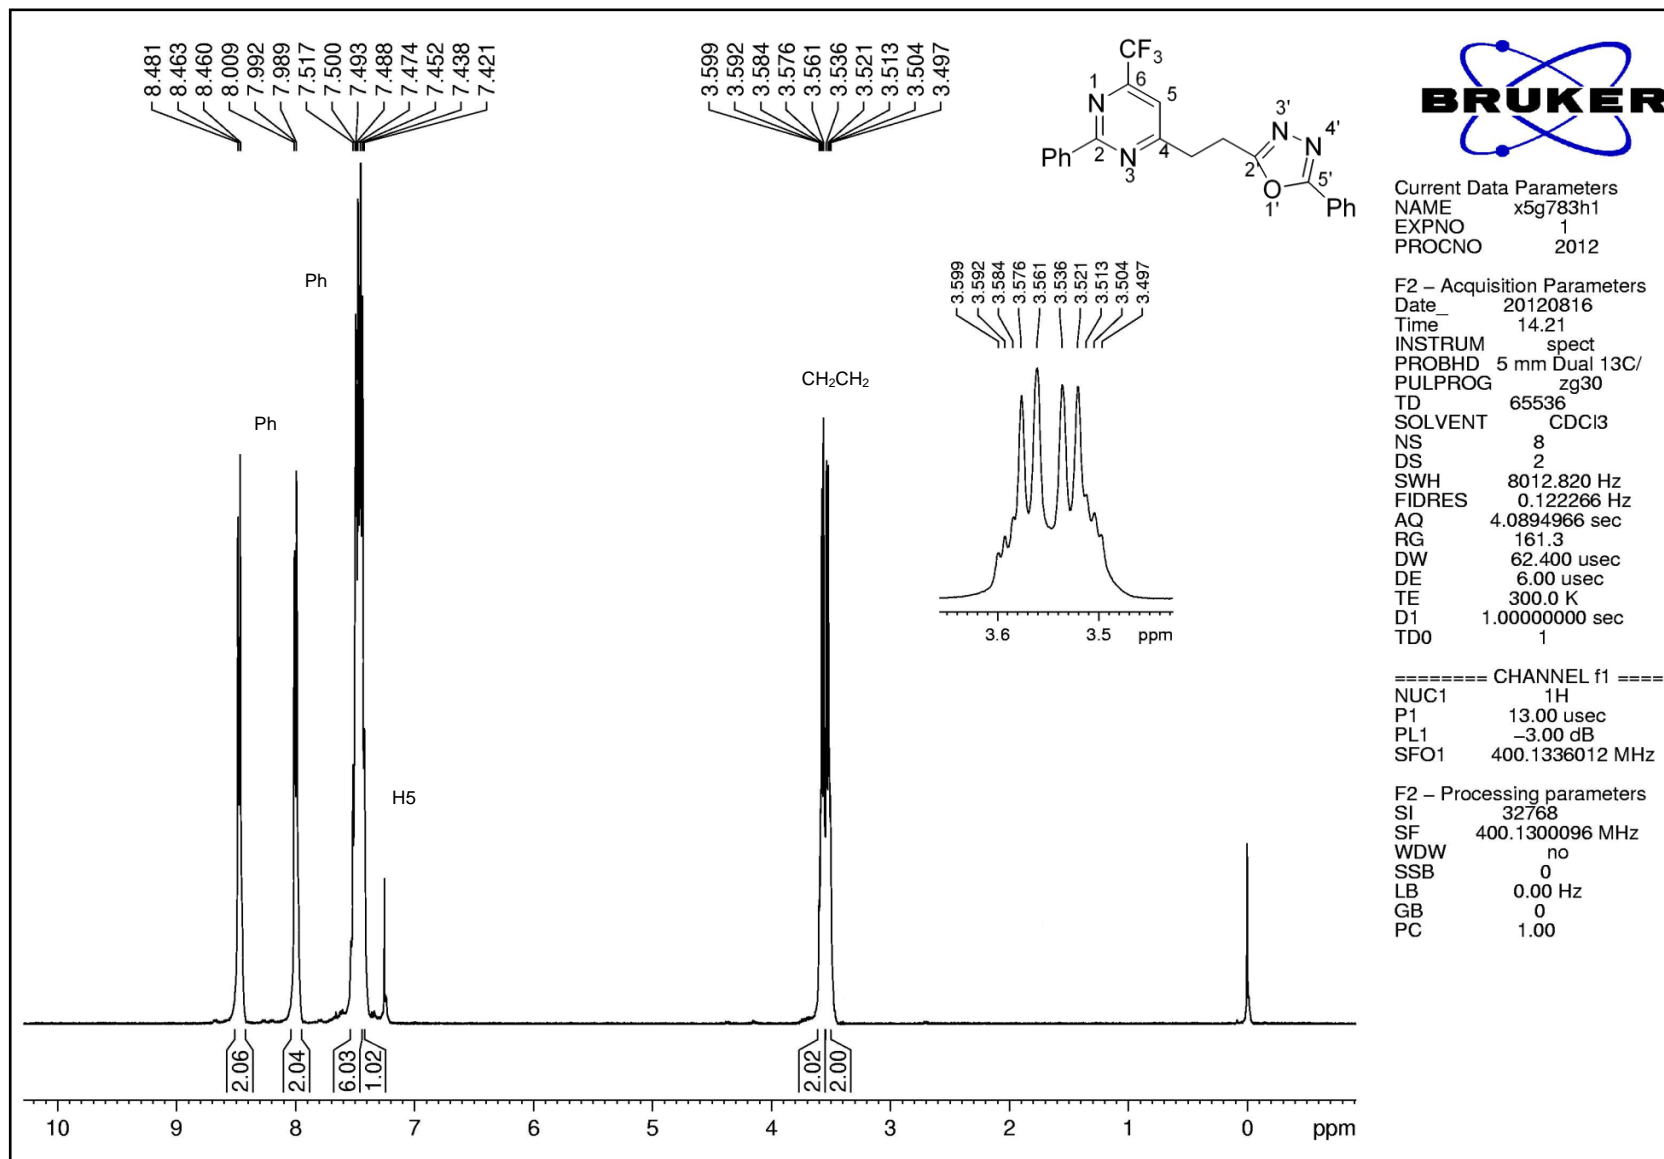 8.481
8.463
8.460
8.009
7.992
7.989
7.517
7.500
7.493
7.488
7.474
7.452
7.438
7.421
3.599
3.592
3.584
3.576
3.561
3.536
3.521
3.513
3.504
3.497
CF3
1
6
5
N
3'
4'
N
N
Ph
2
N
3
4
2'
O
1'
5'
Ph
BRUKER
Ph
Ph
H5
CH2CH2
3.599
3.592
3.584
3.576
3.561
3.536
3.521
3.513
3.504
3.497
3.6 3.5 ppm
Current Data Parameters
NAME x5g783h1
EXPNO 1
PROCNO 2012
F2 – Acquisition Parameters
Date_ 20120816
Time 14.21
INSTRUM spect
PROBHD 5 mm Dual 13C/
PULPROG zg30
TD 65536
SOLVENT CDCl3
NS 8
DS 2
SWH 8012.820 Hz
FIDRES 0.122266 Hz
AQ 4.0894966 sec
RG 161.3
DW 62.400 usec
DE 6.00 usec
TE 300.0 K
D1 1.00000000 sec
TD0 1
======== CHANNEL f1 ====
NUC1 1H
P1 13.00 usec
PL1 –3.00 dB
SFO1 400.1336012 MHz
F2 – Processing parameters
SI 32768
SF 400.1300096 MHz
WDW no
SSB 0
LB 0.00 Hz
GB 0
PC 1.00
2.06
2.04
6.03
1.02
2.02
2.00
10 9 8 7 6 5 4 3 2 1 0 ppm